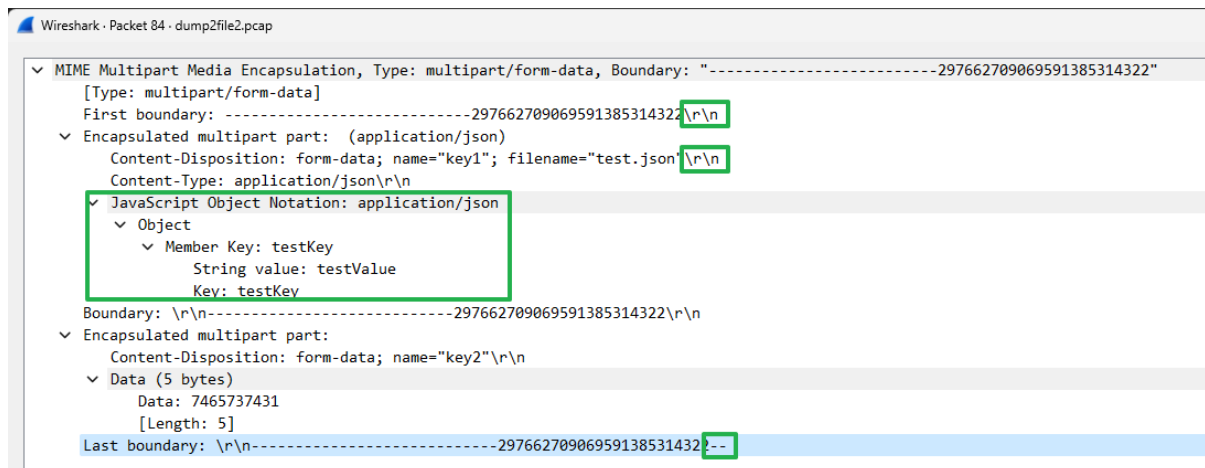 Wireshark · Packet 84 · dump2file2.pcap
MIME Multipart Media Encapsulation, Type: multipart/form-data, Boundary: "---------------------------297662709069591385314322"
[Type: multipart/form-data]
First boundary: -----------------------------297662709069591385314322\r\n
Encapsulated multipart part: (application/json)
Content-Disposition: form-data; name="key1"; filename="test.json"\r\n
Content-Type: application/json\r\n
JavaScript Object Notation: application/json
Object
Member Key: testKey
String value: testValue
Key: testKey
Boundary: \r\n-----------------------------297662709069591385314322\r\n
Encapsulated multipart part:
Content-Disposition: form-data; name="key2"\r\n
Data (5 bytes)
Data: 7465737431
[Length: 5]
Last boundary: \r\n-----------------------------297662709069591385314322--